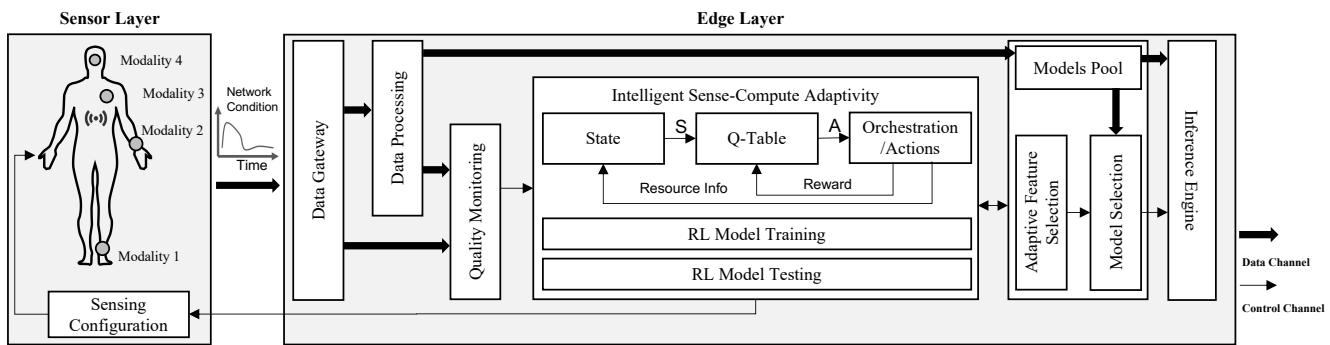 Sensor Layer
Edge Layer
Modality 4
Modality 3
Modality 2
Modality 1
Sensing
Configuration
Network
Condition
Time
Data Gateway
Data Processing
Quality Monitoring
Intelligent Sense-Compute Adaptivity
State
S
Q-Table
A
Orchestration
/Actions
Resource Info
Reward
RL Model Training
RL Model Testing
Models Pool
Adaptive Feature
Selection
Model Selection
Inference Engine
Data Channel
Control Channel